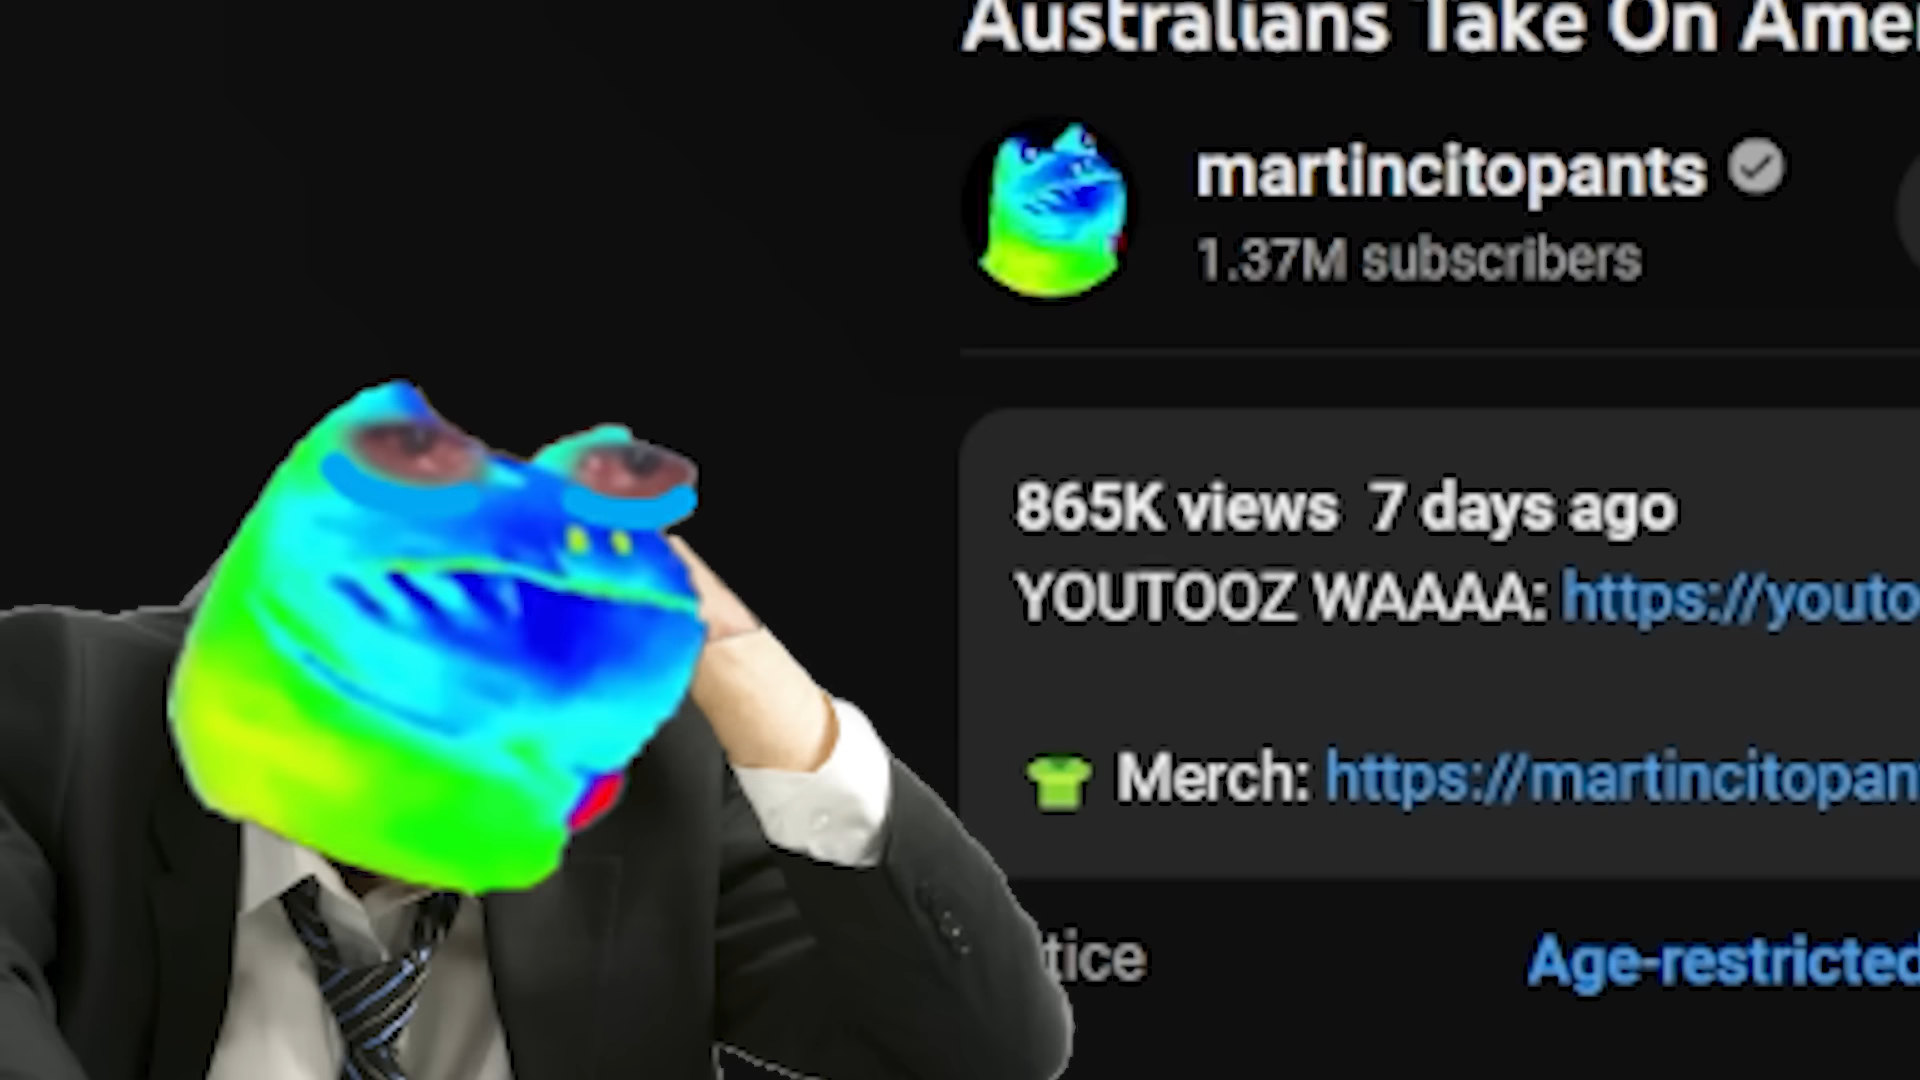 Australians Take On Amer
martincitopants
1.37M subscribers
865K views 7 days ago
YOUTOOZ WAAAA: https://youto
Merch: https://martincitopan
tice
Age-restricted